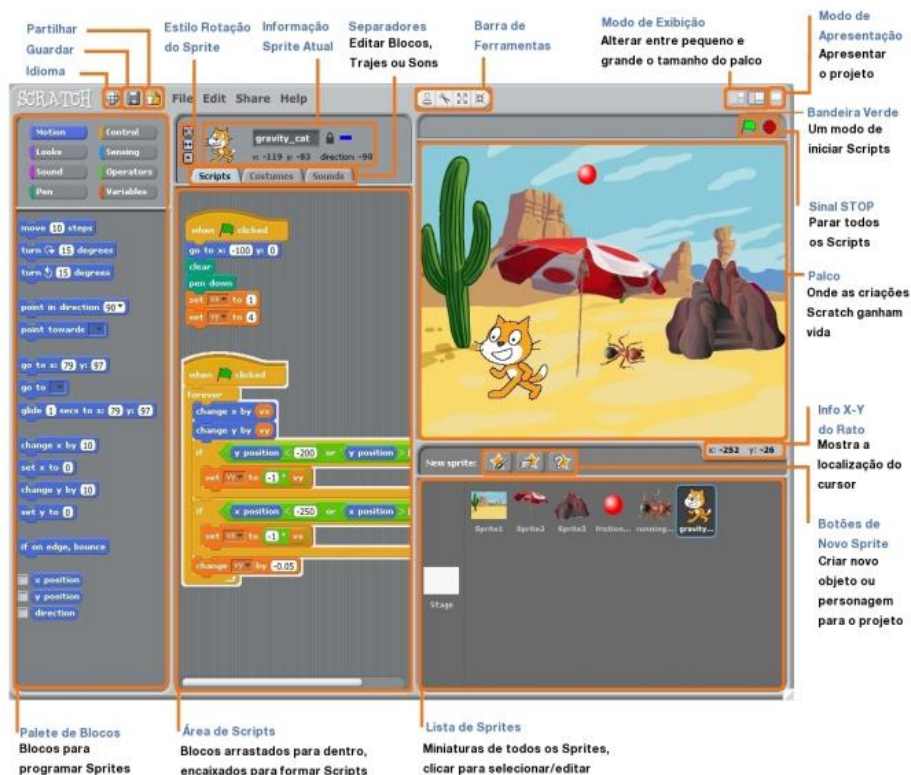 Partilhar
Guardar
Idioma
Estilo Rotação
do Sprite
Informação
Sprite Atual
Separadores
Editar Blocos,
Trajes ou Sons
Barra de
Ferramentas
Modo de Exibição
Alterar entre pequeno e
grande o tamanho do palco
Modo de
Apresentação
Apresentar
o projeto
SCRATCH
File Edit Share Help
Motion
Control
Looks
Sensing
Sound
Operators
Pen
Variables
gravity_cat
x: -119 y: -83 direction: -90
Scripts Costumes Sounds
move 10 steps
turn 15 degrees
turn 15 degrees
point in direction 90
point towards
go to x: 79 y: 97
go to
glide 1 secs to x: 79 y: 97
change x by 10
set x to 0
change y by 10
set y to 0
if on edge, bounce
x position
y position
direction
when clicked
go to x: -100 y: 0
clear
pen down
set vx to 1
set vy to 4
when clicked
forever
change x by vx
change y by vy
if y position < -200 or y position >
set vy to -1 * vy
if x position < -250 or x position >
set vx to -1 * vx
change vy by -0.05
Bandeira Verde
Um modo de
iniciar Scripts
Sinal STOP
Parar todos
os Scripts
Palco
Onde as criações
Scratch ganham
vida
Info X-Y
do Rato
Mostra a
localização do
cursor
x: -252 y: -26
New sprite:
Sprite1 Sprite2 Sprite3 friction... running... gravity...
Stage
Botões de
Novo Sprite
Criar novo
objeto ou
personagem
para o projeto
Palete de Blocos
Blocos para
programar Sprites
Área de Scripts
Blocos arrastados para dentro,
encaixados para formar Scripts
Lista de Sprites
Miniaturas de todos os Sprites,
clicar para selecionar/editar